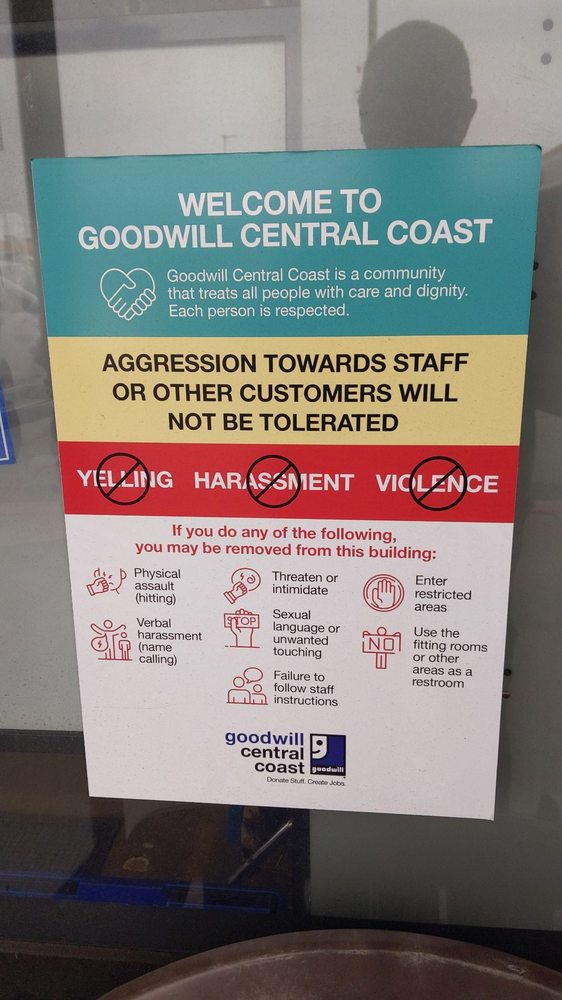 WELCOME TO
GOODWILL CENTRAL COAST
Goodwill Central Coast is a community
that treats all people with care and dignity.
Each person is respected.
AGGRESSION TOWARDS STAFF
OR OTHER CUSTOMERS WILL
NOT BE TOLERATED
YELLING HARASSMENT VIOLENCE
If you do any of the following,
you may be removed from this building:
Physical
assault
(hitting)
Verbal
harassment
(name
calling)
Threaten or
intimidate
STOP
Sexual
language or
unwanted
touching
Failure to
follow staff
instructions
Enter
restricted
areas
NO
Use the
fitting rooms
or other
areas as a
restroom
goodwill
central
coast
goodwill
Donate Stuff. Create Jobs.